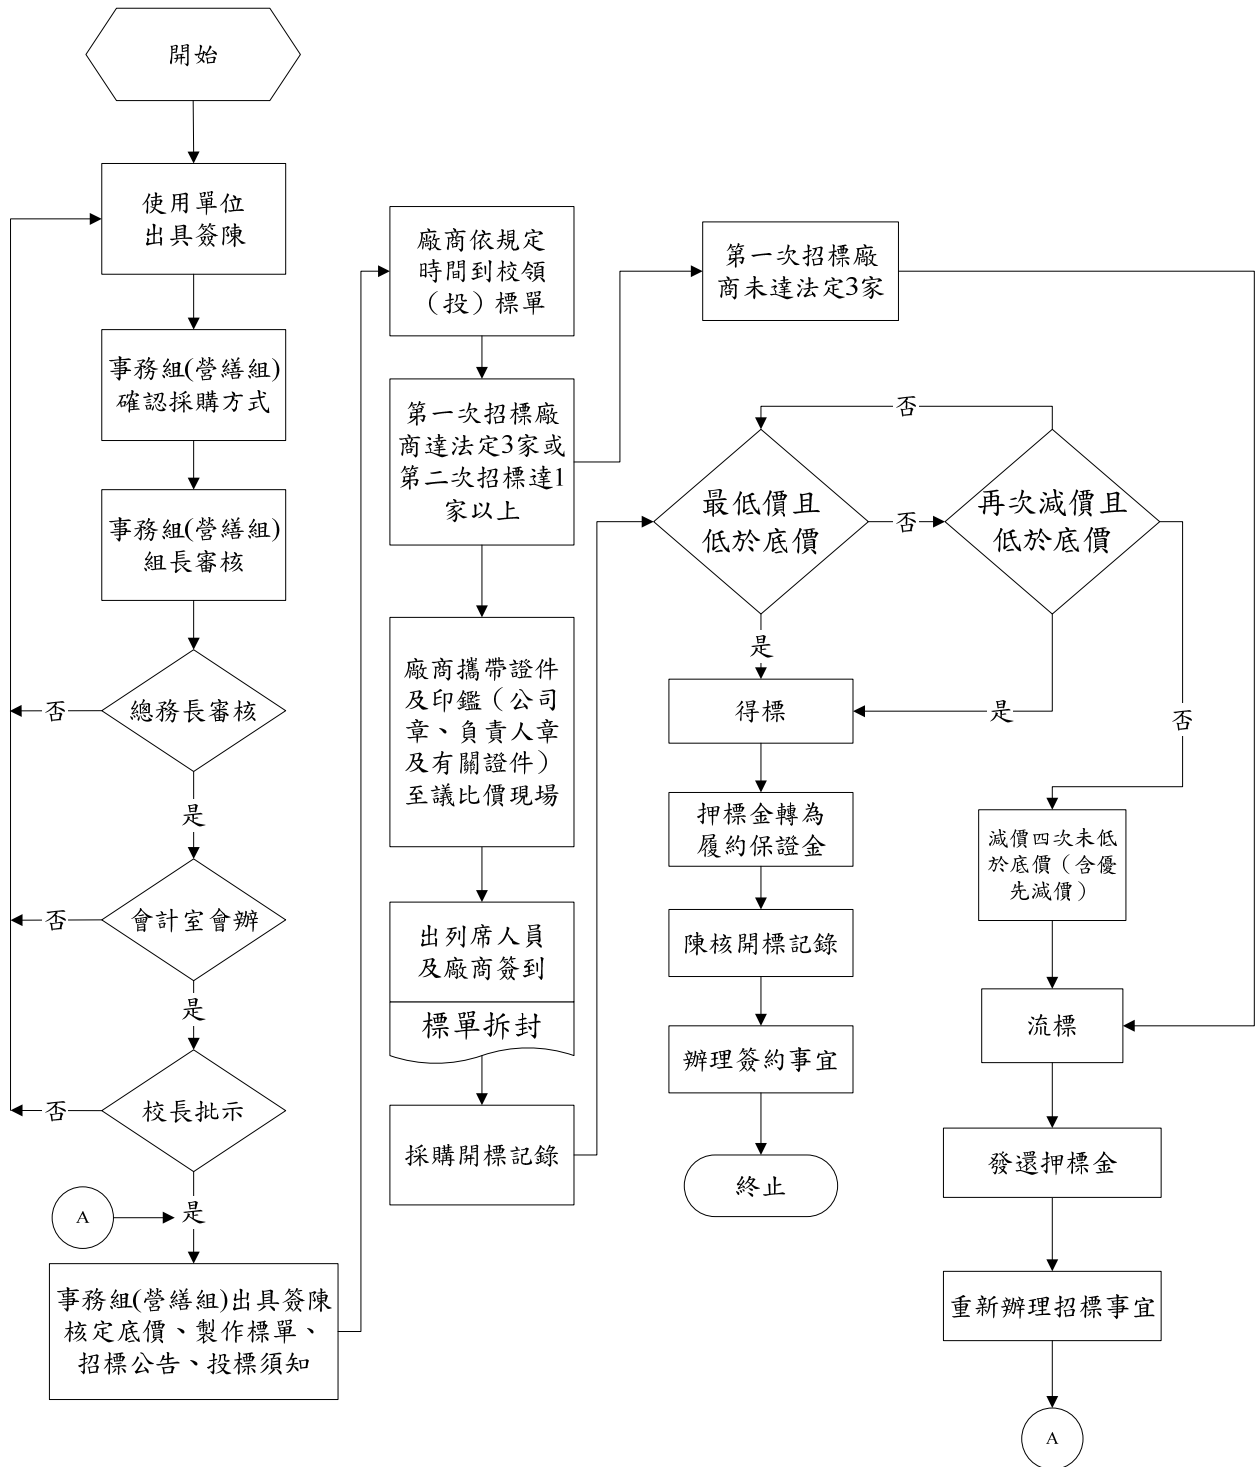 開始
使用單位
出具簽陳
事務組(營繕組)
確認採購方式
事務組(營繕組)
組長審核
總務長審核
否
是
會計室會辦
否
是
校長批示
否
是
A
事務組(營繕組)出具簽陳
核定底價、製作標單、
招標公告、投標須知
廠商依規定
時間到校領
（投）標單
第一次招標廠
商達法定3家或
第二次招標達1
家以上
廠商攜帶證件
及印鑑（公司
章、負責人章
及有關證件）
至議比價現場
出列席人員
及廠商簽到
標單拆封
採購開標記錄
第一次招標廠
商未達法定3家
最低價且
低於底價
否
否
再次減價且
低於底價
是
得標
是
否
押標金轉為
履約保證金
陳核開標記錄
辦理簽約事宜
終止
減價四次未低
於底價（含優
先減價）
流標
發還押標金
重新辦理招標事宜
A